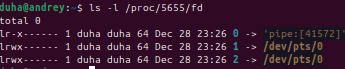 duha@andrey:~$ ls -l /proc/5655/fd
total 0
lr-x------ 1 duha duha 64 Dec 28 23:26 0 -> 'pipe:[41572]'
lrwx------ 1 duha duha 64 Dec 28 23:26 1 -> /dev/pts/0
lrwx------ 1 duha duha 64 Dec 28 23:26 2 -> /dev/pts/0